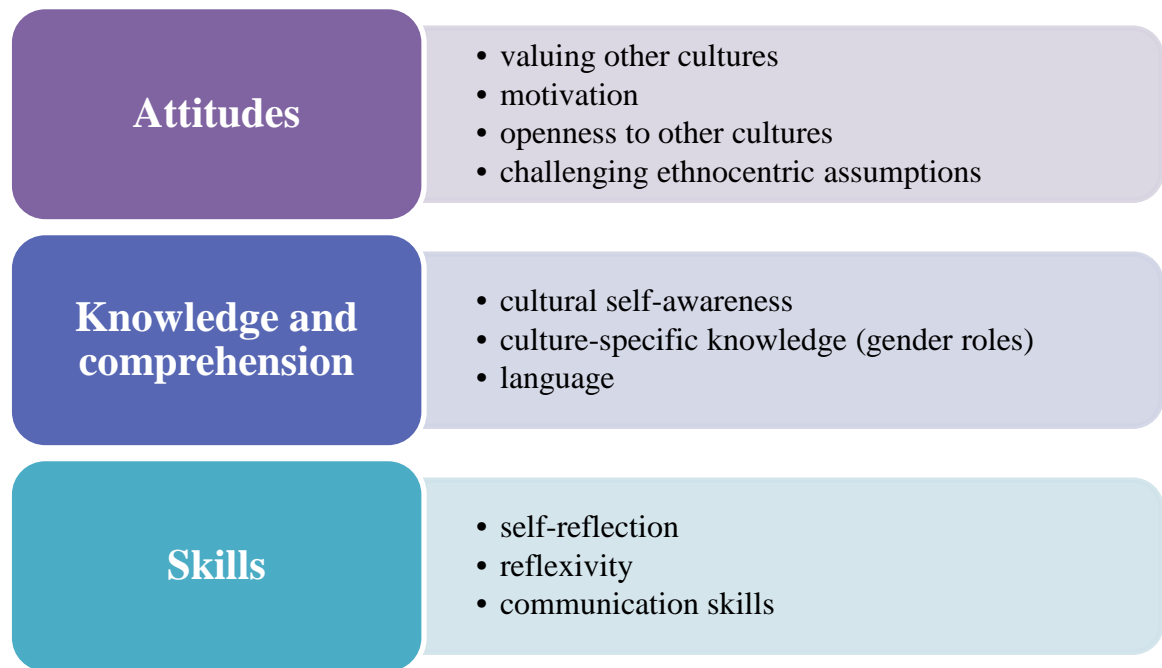 Attitudes
• valuing other cultures
• motivation
• openness to other cultures
• challenging ethnocentric assumptions
Knowledge and
comprehension
• cultural self-awareness
• culture-specific knowledge (gender roles)
• language
Skills
• self-reflection
• reflexivity
• communication skills